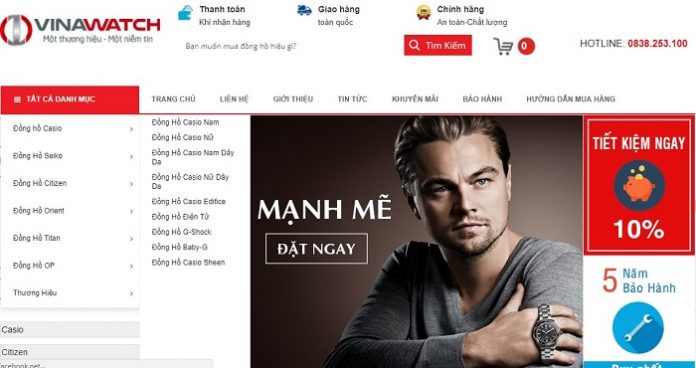 VINAWATCH
Một thương hiệu - Một niềm tin
Thanh toán
Khi nhận hàng
Giao hàng
toàn quốc
Chính hãng
An toàn-Chất lượng
Bạn muốn mua đồng hồ hiệu gì?
Tìm Kiếm
0
HOTLINE: 0838.253.100
TẤT CẢ DANH MỤC
TRANG CHỦ
LIÊN HỆ
GIỚI THIỆU
TIN TỨC
KHUYẾN MÃI
BẢO HÀNH
HƯỚNG DẪN MUA HÀNG
Đồng hồ Casio
Đồng hồ Seiko
Đồng hồ Citizen
Đồng hồ Orient
Đồng hồ Titan
Đồng Hồ OP
Thương Hiệu
Casio
Citizen
facebook.net...
Đồng Hồ Casio Nam
Đồng Hồ Casio Nữ
Đồng Hồ Casio Nam Dây
Da
Đồng Hồ Casio Nữ Dây
Da
Đồng Hồ Casio Edifice
Đồng Hồ Điện Tử
Đồng Hồ G-Shock
Đồng Hồ Baby-G
Đồng Hồ Casio Sheen
MẠNH MẼ
ĐẶT NGAY
TIẾT KIỆM NGAY
10%
5 Năm
Bảo Hành